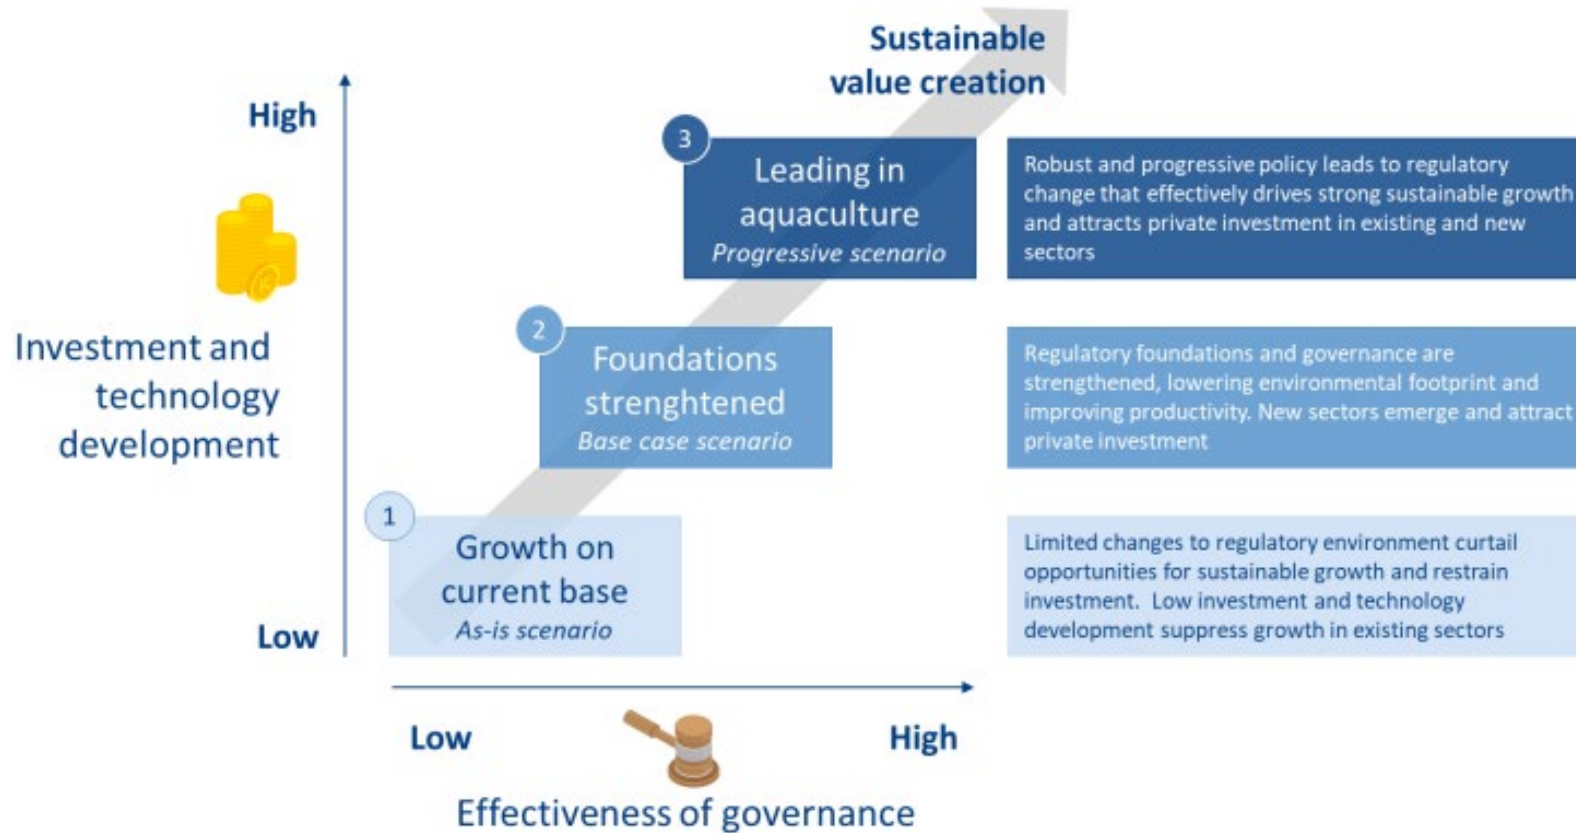 Sustainable
value creation
High
3
Leading in
aquaculture
Progressive scenario
Robust and progressive policy leads to regulatory
change that effectively drives strong sustainable growth
and attracts private investment in existing and new
sectors
Investment and
technology
development
2
Foundations
strenghtened
Base case scenario
Regulatory foundations and governance are
strengthened, lowering environmental footprint and
improving productivity. New sectors emerge and attract
private investment
1
Growth on
current base
As-is scenario
Limited changes to regulatory environment curtail
opportunities for sustainable growth and restrain
investment.  Low investment and technology
development suppress growth in existing sectors
Low
Low
High
Effectiveness of governance